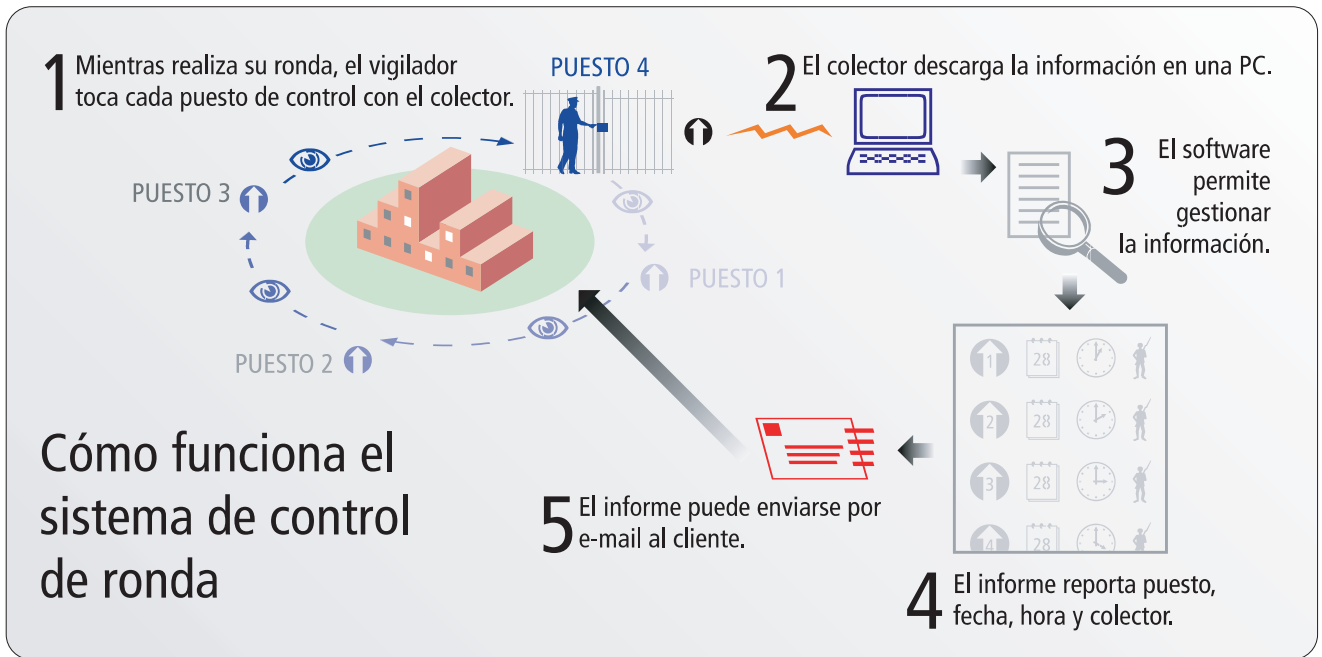 1 Mientras realiza su ronda, el vigilador
toca cada puesto de control con el colector.
PUESTO 4
PUESTO 3
PUESTO 1
PUESTO 2
2 El colector descarga la información en una PC.
3 El software
permite
gestionar
la información.
1 28
2 28
3 28
4 28
4 El informe reporta puesto,
fecha, hora y colector.
5 El informe puede enviarse por
e-mail al cliente.
Cómo funciona el
sistema de control
de ronda